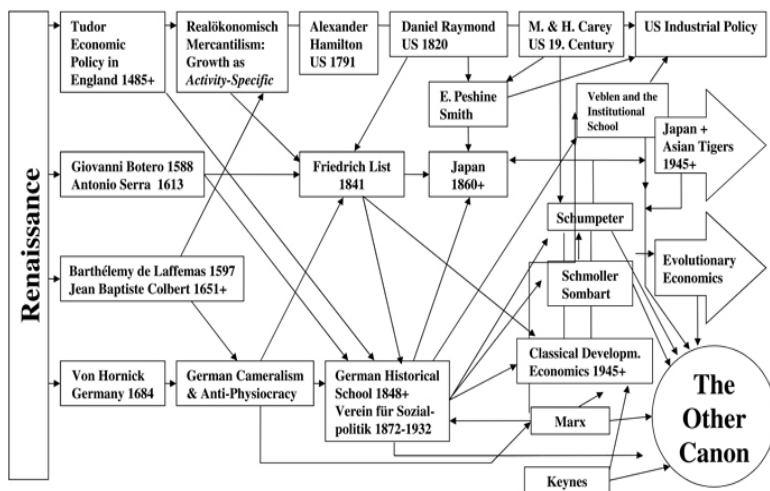 Renaissance
Tudor
Economic
Policy in
England 1485+
Realökonomisch
Mercantilism:
Growth as
Activity-Specific
Alexander
Hamilton
US 1791
Daniel Raymond
US 1820
M. & H. Carey
US 19. Century
US Industrial Policy
E. Peshine
Smith
Veblen and the
Institutional
School
Japan +
Asian Tigers
1945+
Giovanni Botero 1588
Antonio Serra 1613
Friedrich List
1841
Japan
1860+
Schumpeter
Barthélemy de Laffemas 1597
Jean Baptiste Colbert 1651+
Schmoller
Sombart
Evolutionary
Economics
Von Hornick
Germany 1684
German Cameralism
& Anti-Physiocracy
German Historical
School 1848+
Verein für Sozial-
politik 1872-1932
Classical Developm.
Economics 1945+
Marx
Keynes
The
Other
Canon